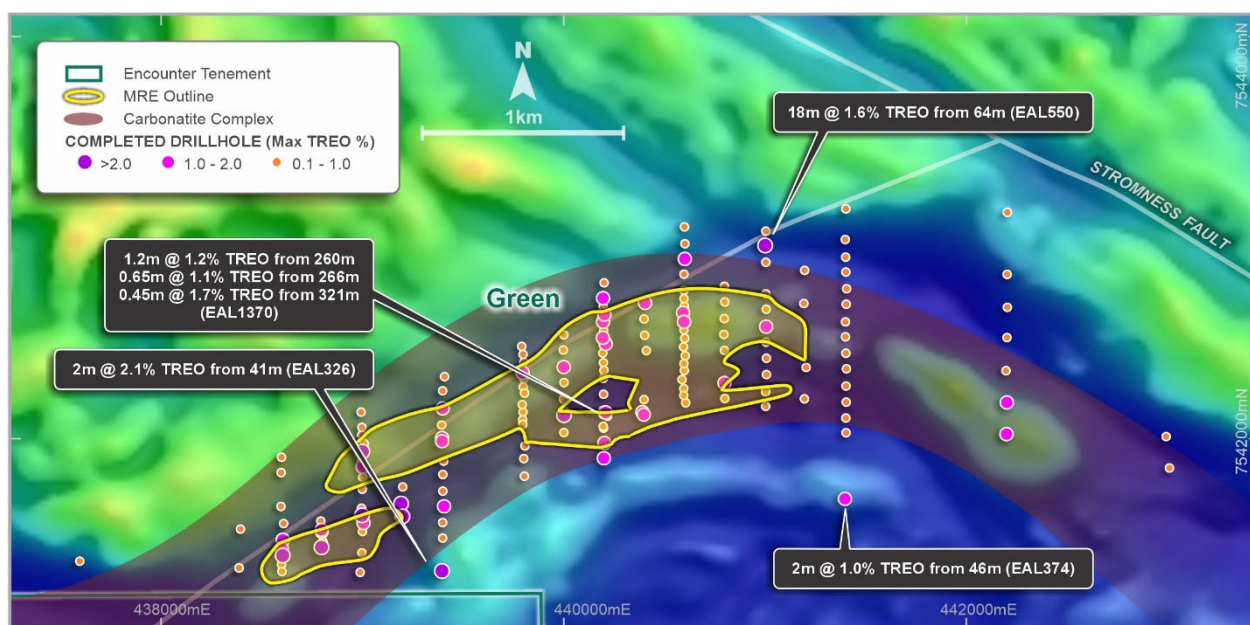 Encounter Tenement
MRE Outline
Carbonatite Complex
COMPLETED DRILLHOLE (Max TREO %)
>2.0 1.0 - 2.0 0.1 - 1.0
N
1km
18m @ 1.6% TREO from 64m (EAL550)
7544000mN
STROMNESS FAULT
1.2m @ 1.2% TREO from 260m
0.65m @ 1.1% TREO from 266m
0.45m @ 1.7% TREO from 321m
(EAL1370)
Green
2m @ 2.1% TREO from 41m (EAL326)
7542000mN
2m @ 1.0% TREO from 46m (EAL374)
438000mE
440000mE
442000mE